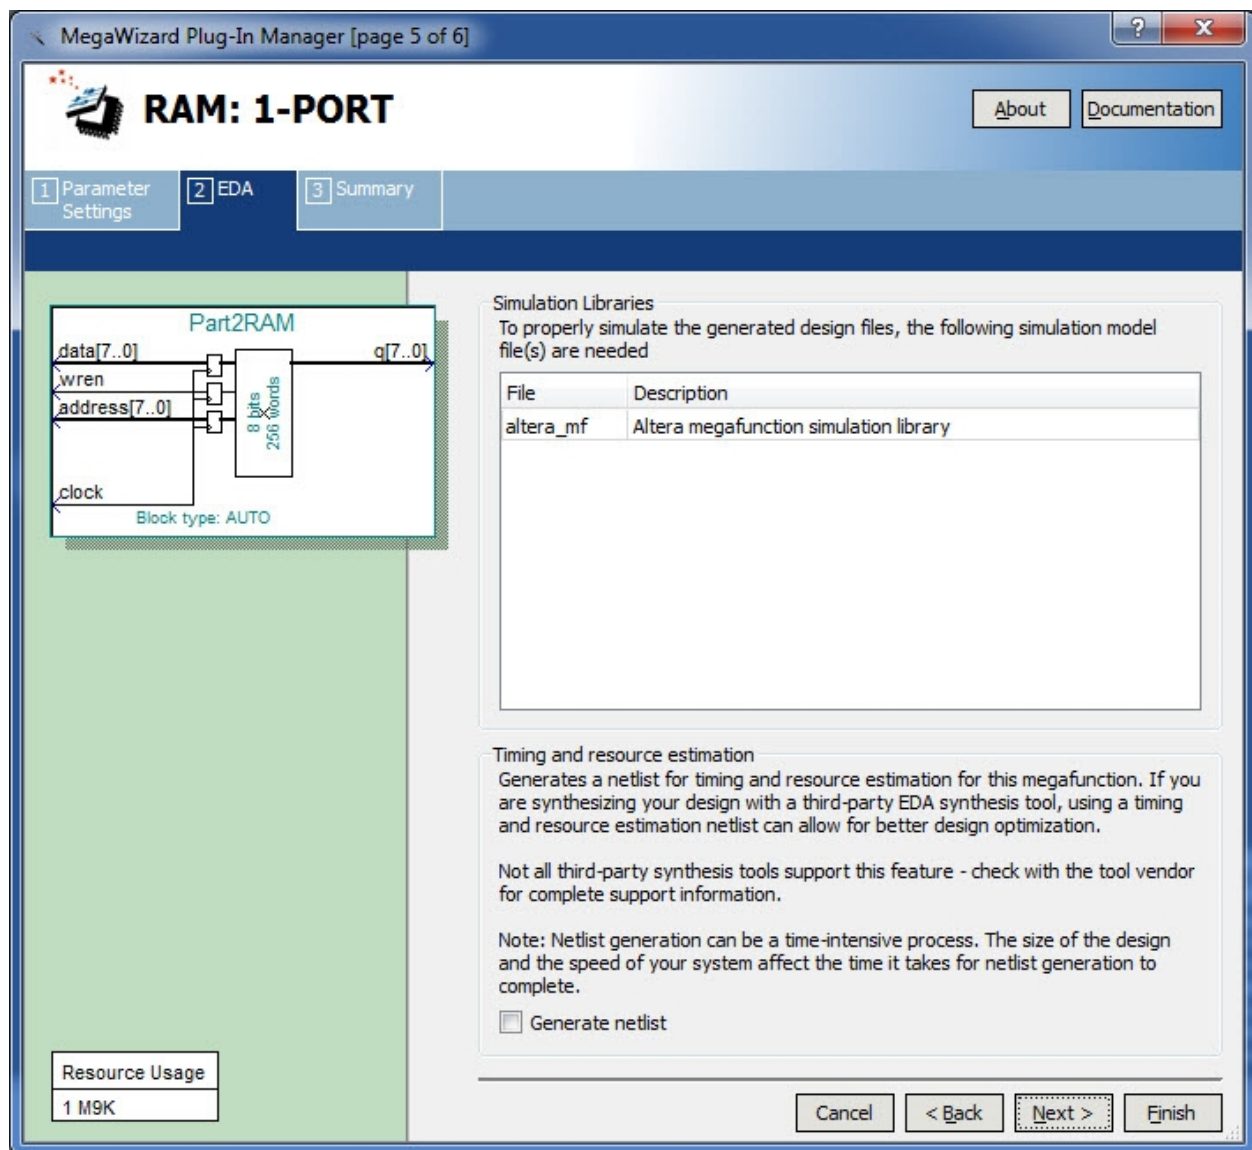 MegaWizard Plug-In Manager [page 5 of 6]
?
X
RAM: 1-PORT
About
Documentation
1 Parameter Settings
2 EDA
3 Summary
Part2RAM
data[7..0]
q[7..0]
wren
address[7..0]
8 bits
256 words
clock
Block type: AUTO
Resource Usage
1 M9K
Simulation Libraries
To properly simulate the generated design files, the following simulation model
file(s) are needed
File Description
altera_mf Altera megafunction simulation library
Timing and resource estimation
Generates a netlist for timing and resource estimation for this megafunction. If you
are synthesizing your design with a third-party EDA synthesis tool, using a timing
and resource estimation netlist can allow for better design optimization.
Not all third-party synthesis tools support this feature - check with the tool vendor
for complete support information.
Note: Netlist generation can be a time-intensive process. The size of the design
and the speed of your system affect the time it takes for netlist generation to
complete.
Generate netlist
Cancel
< Back
Next >
Finish